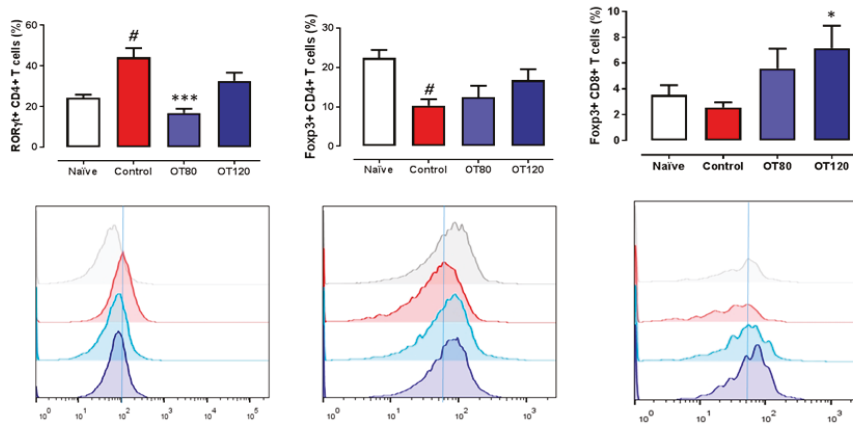 RORγt+ CD4+ T cells (%)
60
40
20
0
#
***
Naïve Control OT80 OT120
Foxp3+ CD4+ T cells (%)
30
20
10
0
#
Naïve Control OT80 OT120
Foxp3+ CD8+ T cells (%)
10
8
6
4
2
0
*
Naïve Control OT80 OT120
10⁰ 10¹ 10² 10³ 10⁴ 10⁵
10⁰ 10¹ 10² 10³
10⁰ 10¹ 10² 10³